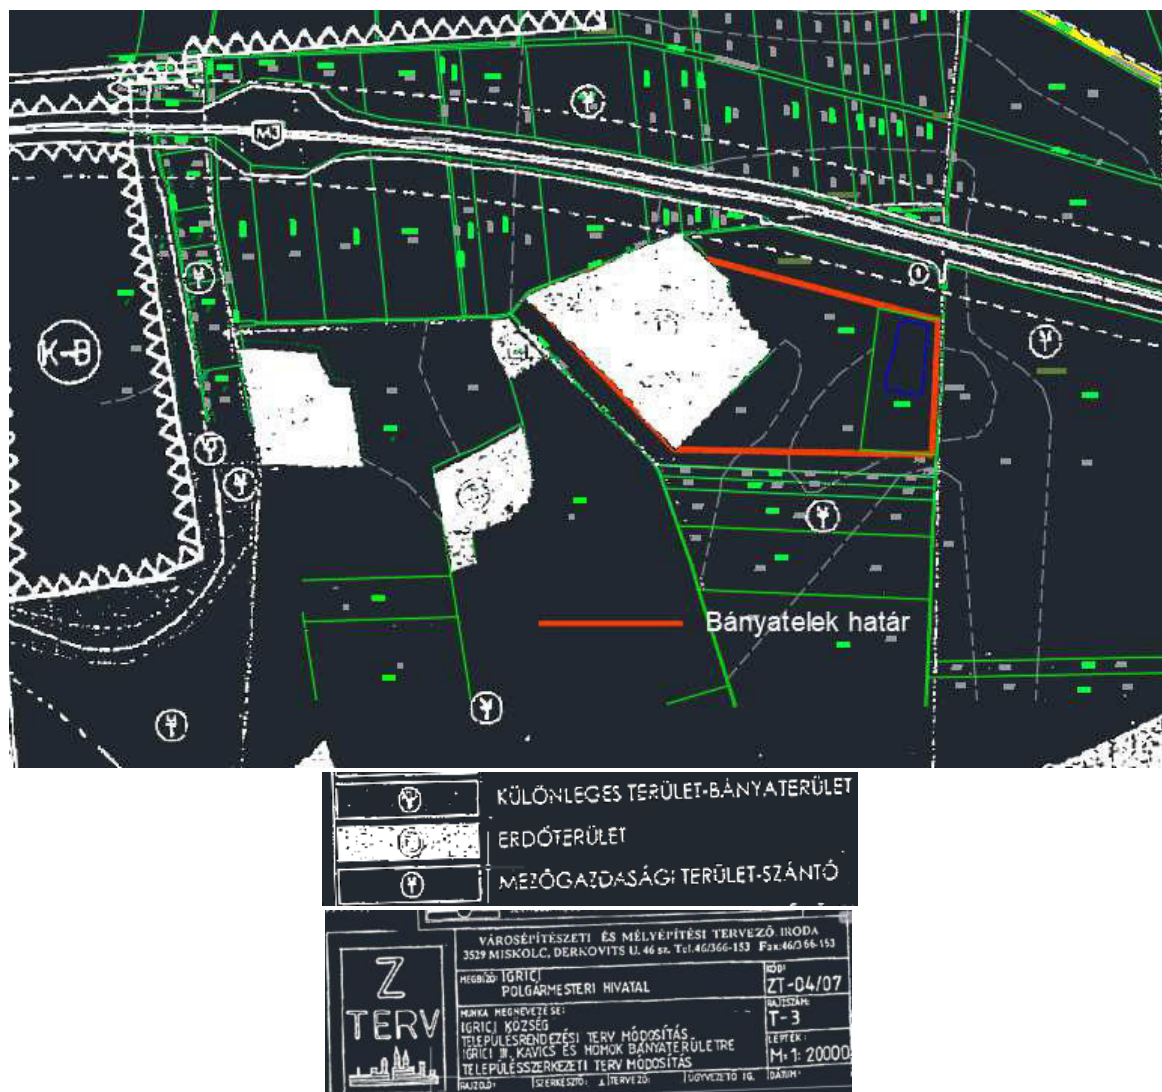 M3
K-B
Bányatelek határ
KÜLÖNLEGES TERÜLET-BÁNYATERÜLET
ERDŐTERÜLET
MEZŐGAZDASÁGI TERÜLET-SZÁNTÓ
Z
TERV
VÁROSÉPÍTÉSZETI ÉS MÉLYÉPÍTÉSI TERVEZŐ IRODA
3529 MISKOLC, DERKOVITS U. 46 sz. Tel.46/366-153 Fax:46/366-153
MEGBÍZÓ: IGRICI
POLGÁRMESTERI HIVATAL
KÓD:
ZT-04/07
MUNKA MEGNEVEZÉSE:
IGRICI KÖZSÉG
TELEPÜLÉSRENDEZÉSI TERV MÓDOSÍTÁS
IGRICI III. KAVICS ÉS HOMOK BÁNYATERÜLETRE
TELEPÜLÉSSZERKEZETI TERV MÓDOSÍTÁS
RAJZSZÁM:
T-3
LÉPTÉK:
M=1: 20000
RAJZOLÓ: SZERKESZTŐ: TERVEZŐ: ÜGYVEZETŐ IG. DÁTUM: